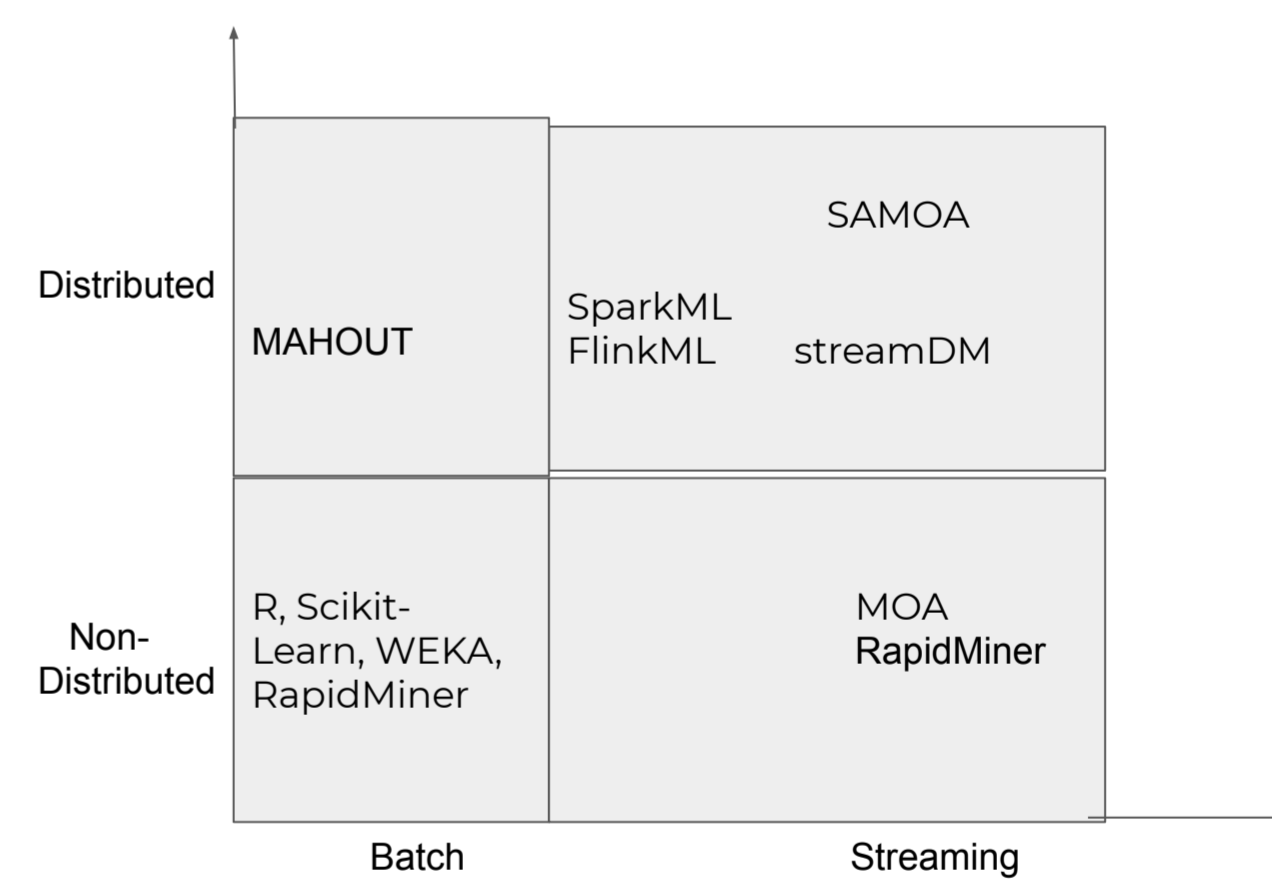 SAMOA
Distributed
SparkML
MAHOUT
FlinkML
streamDM
R, Scikit-
Learn, WEKA,
RapidMiner
MOA
RapidMiner
Non-
Distributed
Batch
Streaming